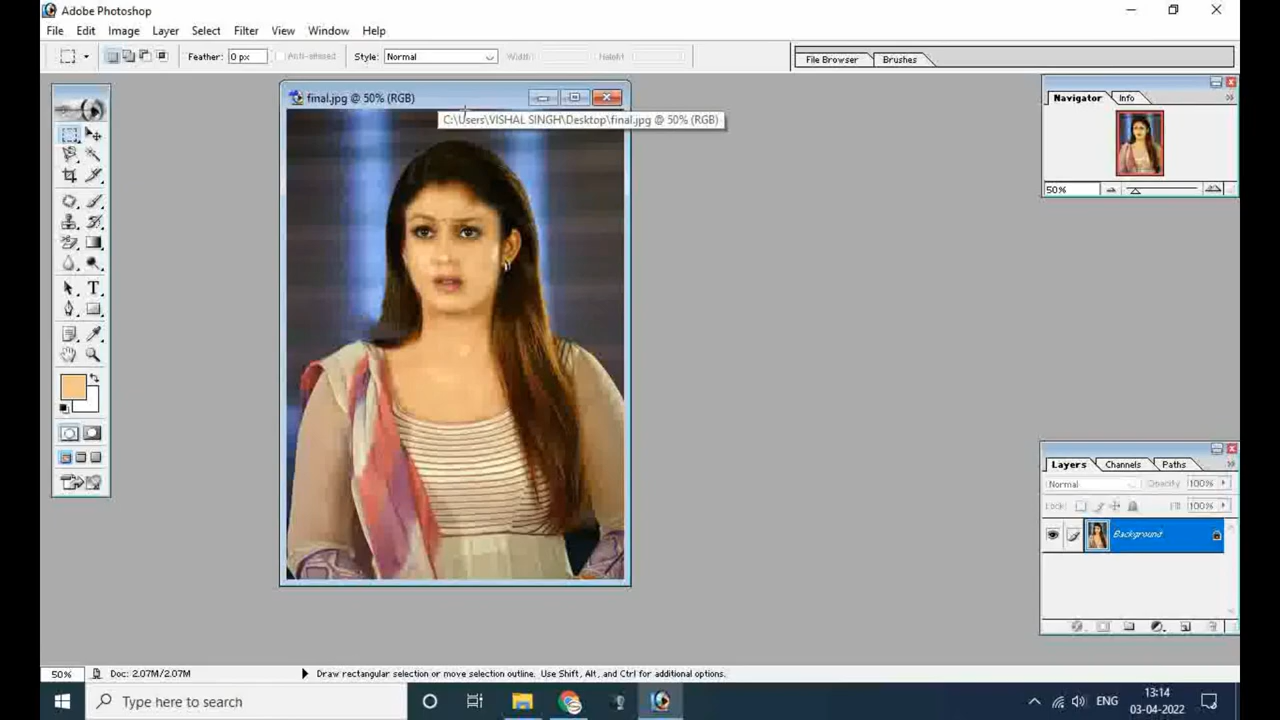 Adobe Photoshop
File Edit Image Layer Select Filter View Window Help
Feather: 0 px Anti-aliased Style: Normal Width: Height: File Browser Brushes
final.jpg @ 50% (RGB)
C:\Users\VISHAL SINGH\Desktop\final.jpg @ 50% (RGB)
Navigator Info
50%
T
Layers Channels Paths
Normal Opacity: 100%
Lock: Fill: 100%
Background
50% Doc: 2.07M/2.07M Draw rectangular selection or move selection outline. Use Shift, Alt, and Ctrl for additional options.
Type here to search ENG 13:14
03-04-2022